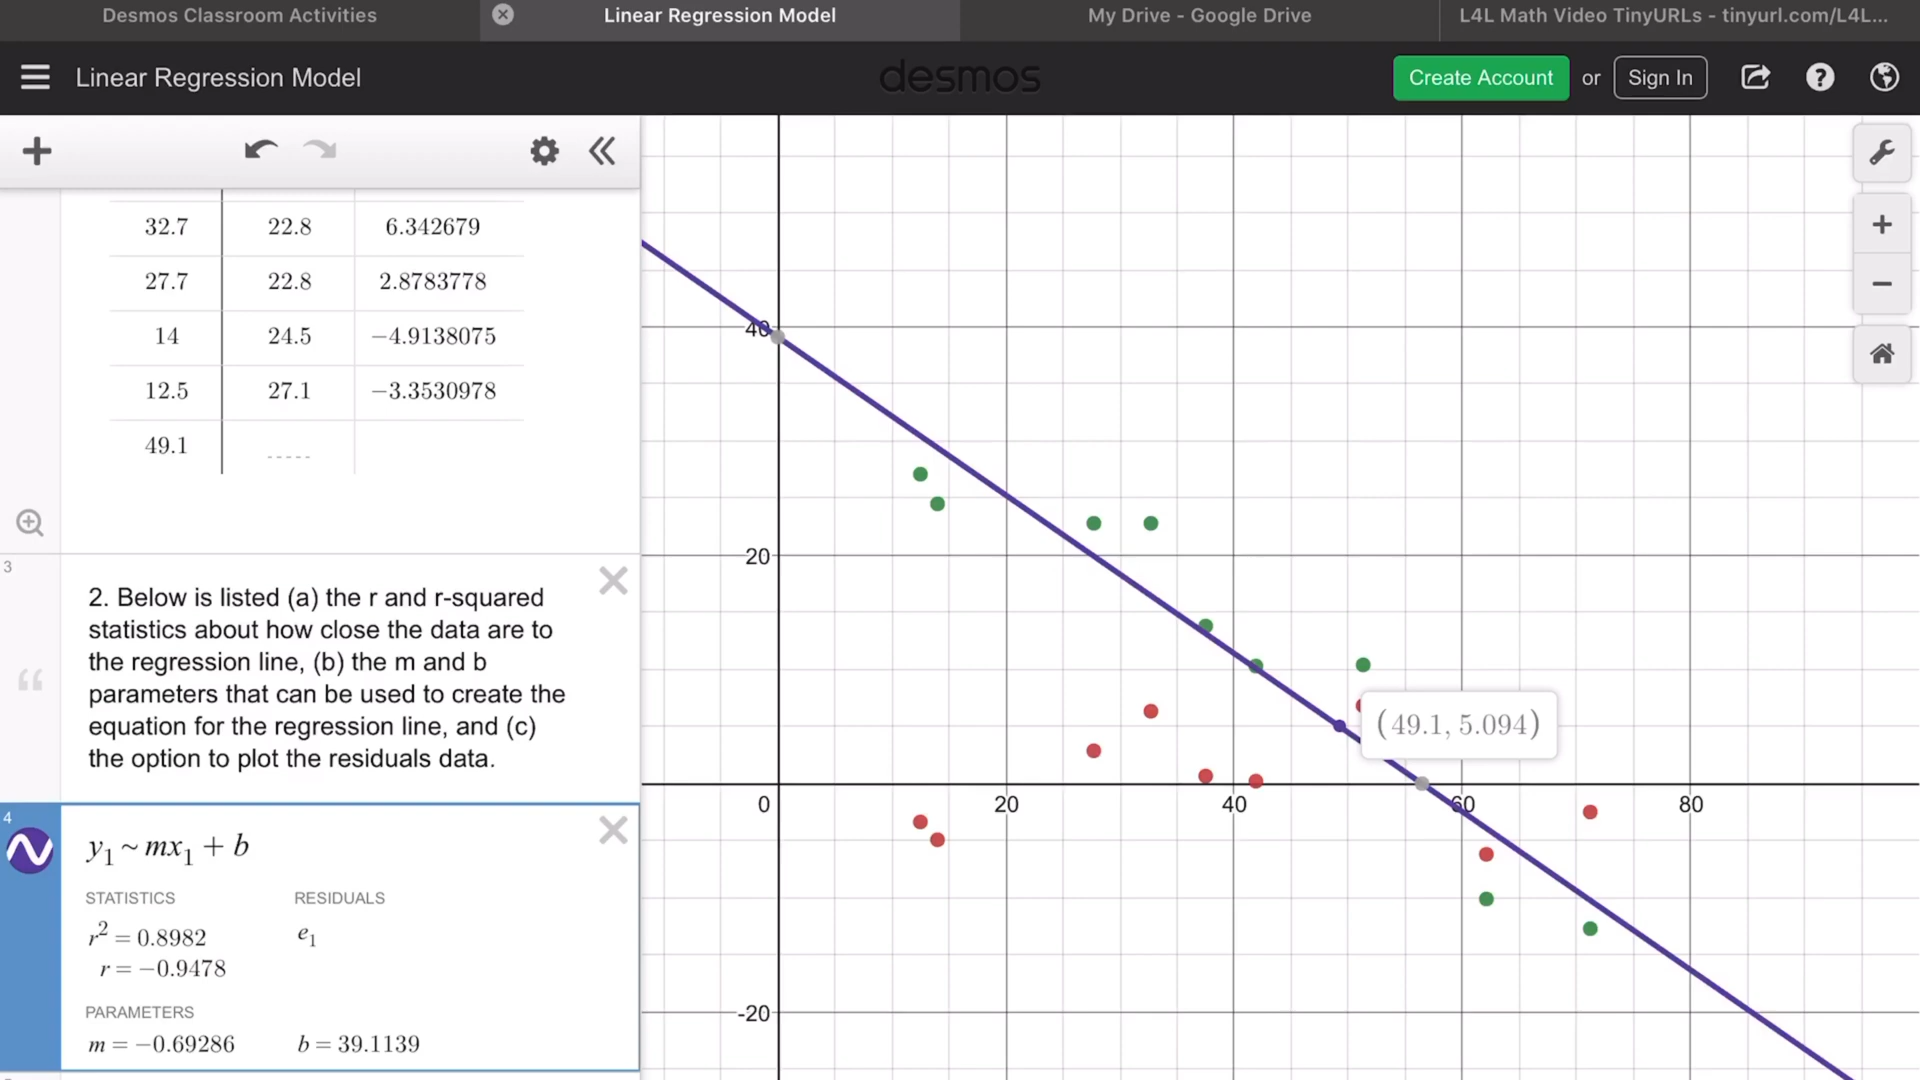 Desmos Classroom Activities
Linear Regression Model
My Drive - Google Drive
L4L Math Video TinyURLs - tinyurl.com/L4L...
Linear Regression Model
desmos
Create Account or Sign In
32.7 22.8 6.342679
27.7 22.8 2.8783778
14 24.5 −4.9138075
12.5 27.1 −3.3530978
49.1
3
2. Below is listed (a) the r and r-squared
statistics about how close the data are to
the regression line, (b) the m and b
parameters that can be used to create the
equation for the regression line, and (c)
the option to plot the residuals data.
4
y₁ ~ mx₁ + b
STATISTICS RESIDUALS
r² = 0.8982 e₁
r = −0.9478
PARAMETERS
m = −0.69286 b = 39.1139
40
20
(49.1, 5.094)
0 20 40 60 80
-20